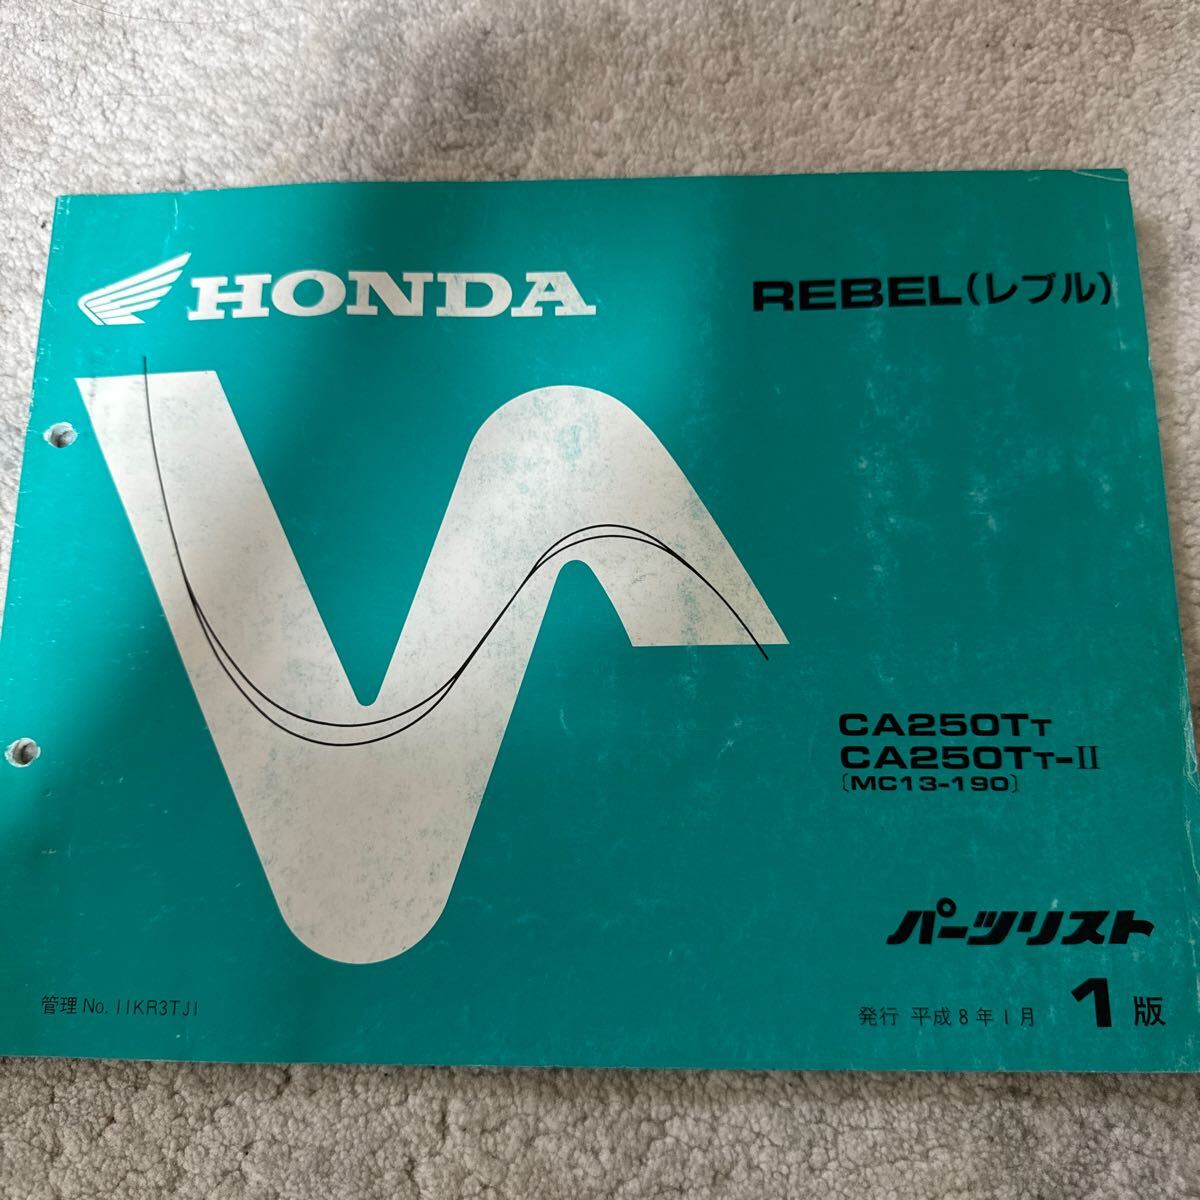 HONDA
REBEL(レブル)
CA250TT
CA250TT-II
〔MC13-190〕
パーツリスト
管理 No. 11KR3TJ1
発行 平成8年1月 1版